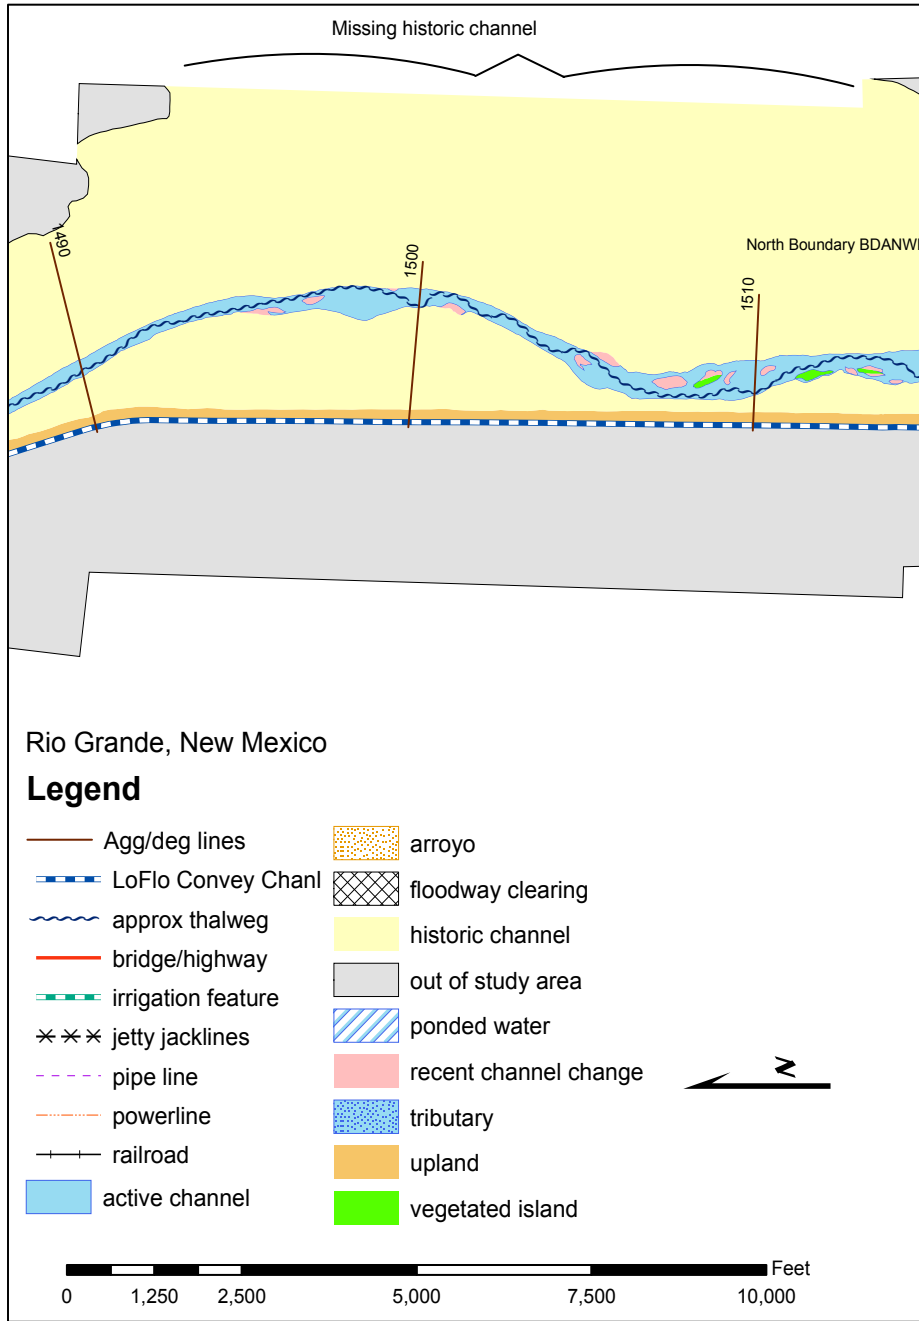 Missing historic channel
1490
1500
North Boundary BDANW
1510
Rio Grande, New Mexico
Legend
Agg/deg lines
LoFlo Convey Chanl
approx thalweg
bridge/highway
irrigation feature
jetty jacklines
pipe line
powerline
railroad
active channel
arroyo
floodway clearing
historic channel
out of study area
ponded water
recent channel change
tributary
upland
vegetated island
N
Feet
0 1,250 2,500 5,000 7,500 10,000